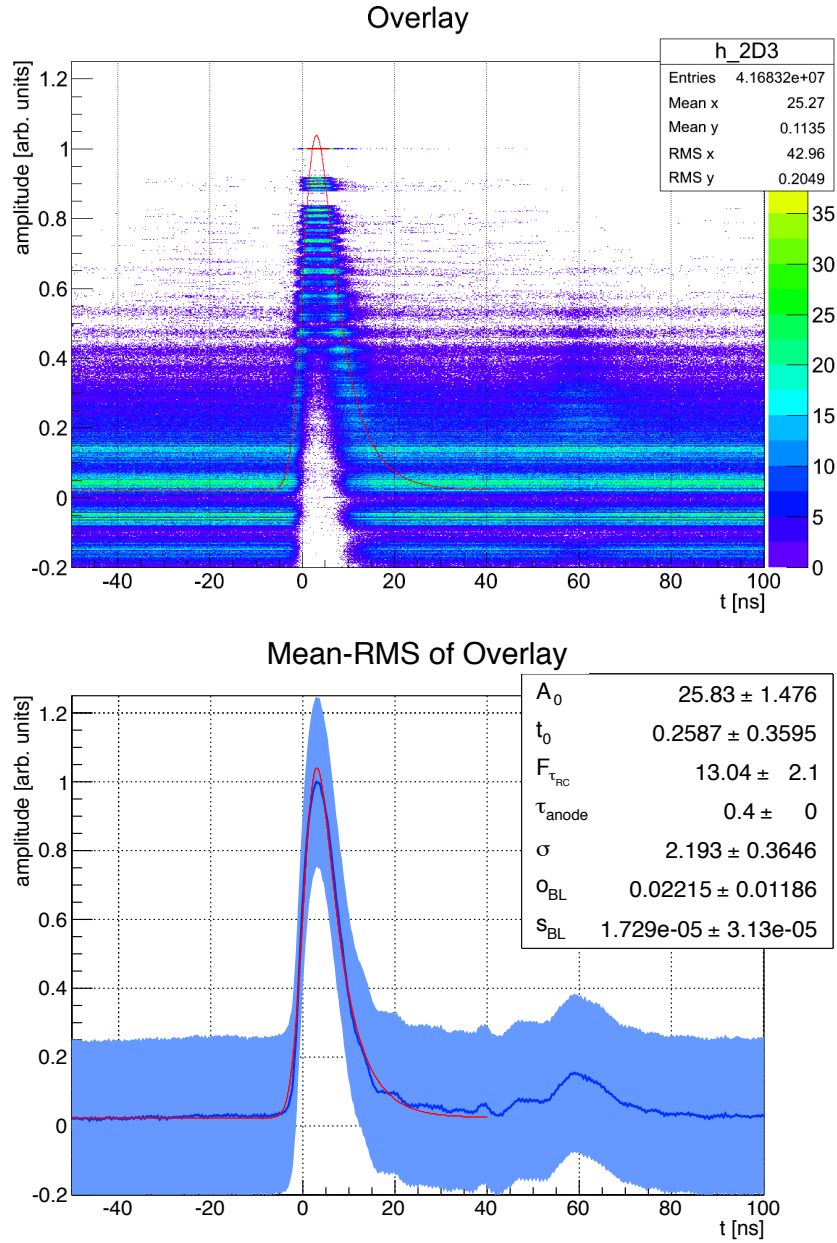 Overlay
h_2D3
Entries 4.16832e+07
Mean x 25.27
Mean y 0.1135
RMS x 42.96
RMS y 0.2049
amplitude [arb. units]
1.2
1
0.8
0.6
0.4
0.2
0
-0.2
-40 -20 0 20 40 60 80 100
t [ns]
35
30
25
20
15
10
5
0
Mean-RMS of Overlay
A0 25.83 ± 1.476
t0 0.2587 ± 0.3595
FτRC 13.04 ± 2.1
τanode 0.4 ± 0
σ 2.193 ± 0.3646
oBL 0.02215 ± 0.01186
sBL 1.729e-05 ± 3.13e-05
amplitude [arb. units]
1.2
1
0.8
0.6
0.4
0.2
0
-0.2
-40 -20 0 20 40 60 80 100
t [ns]